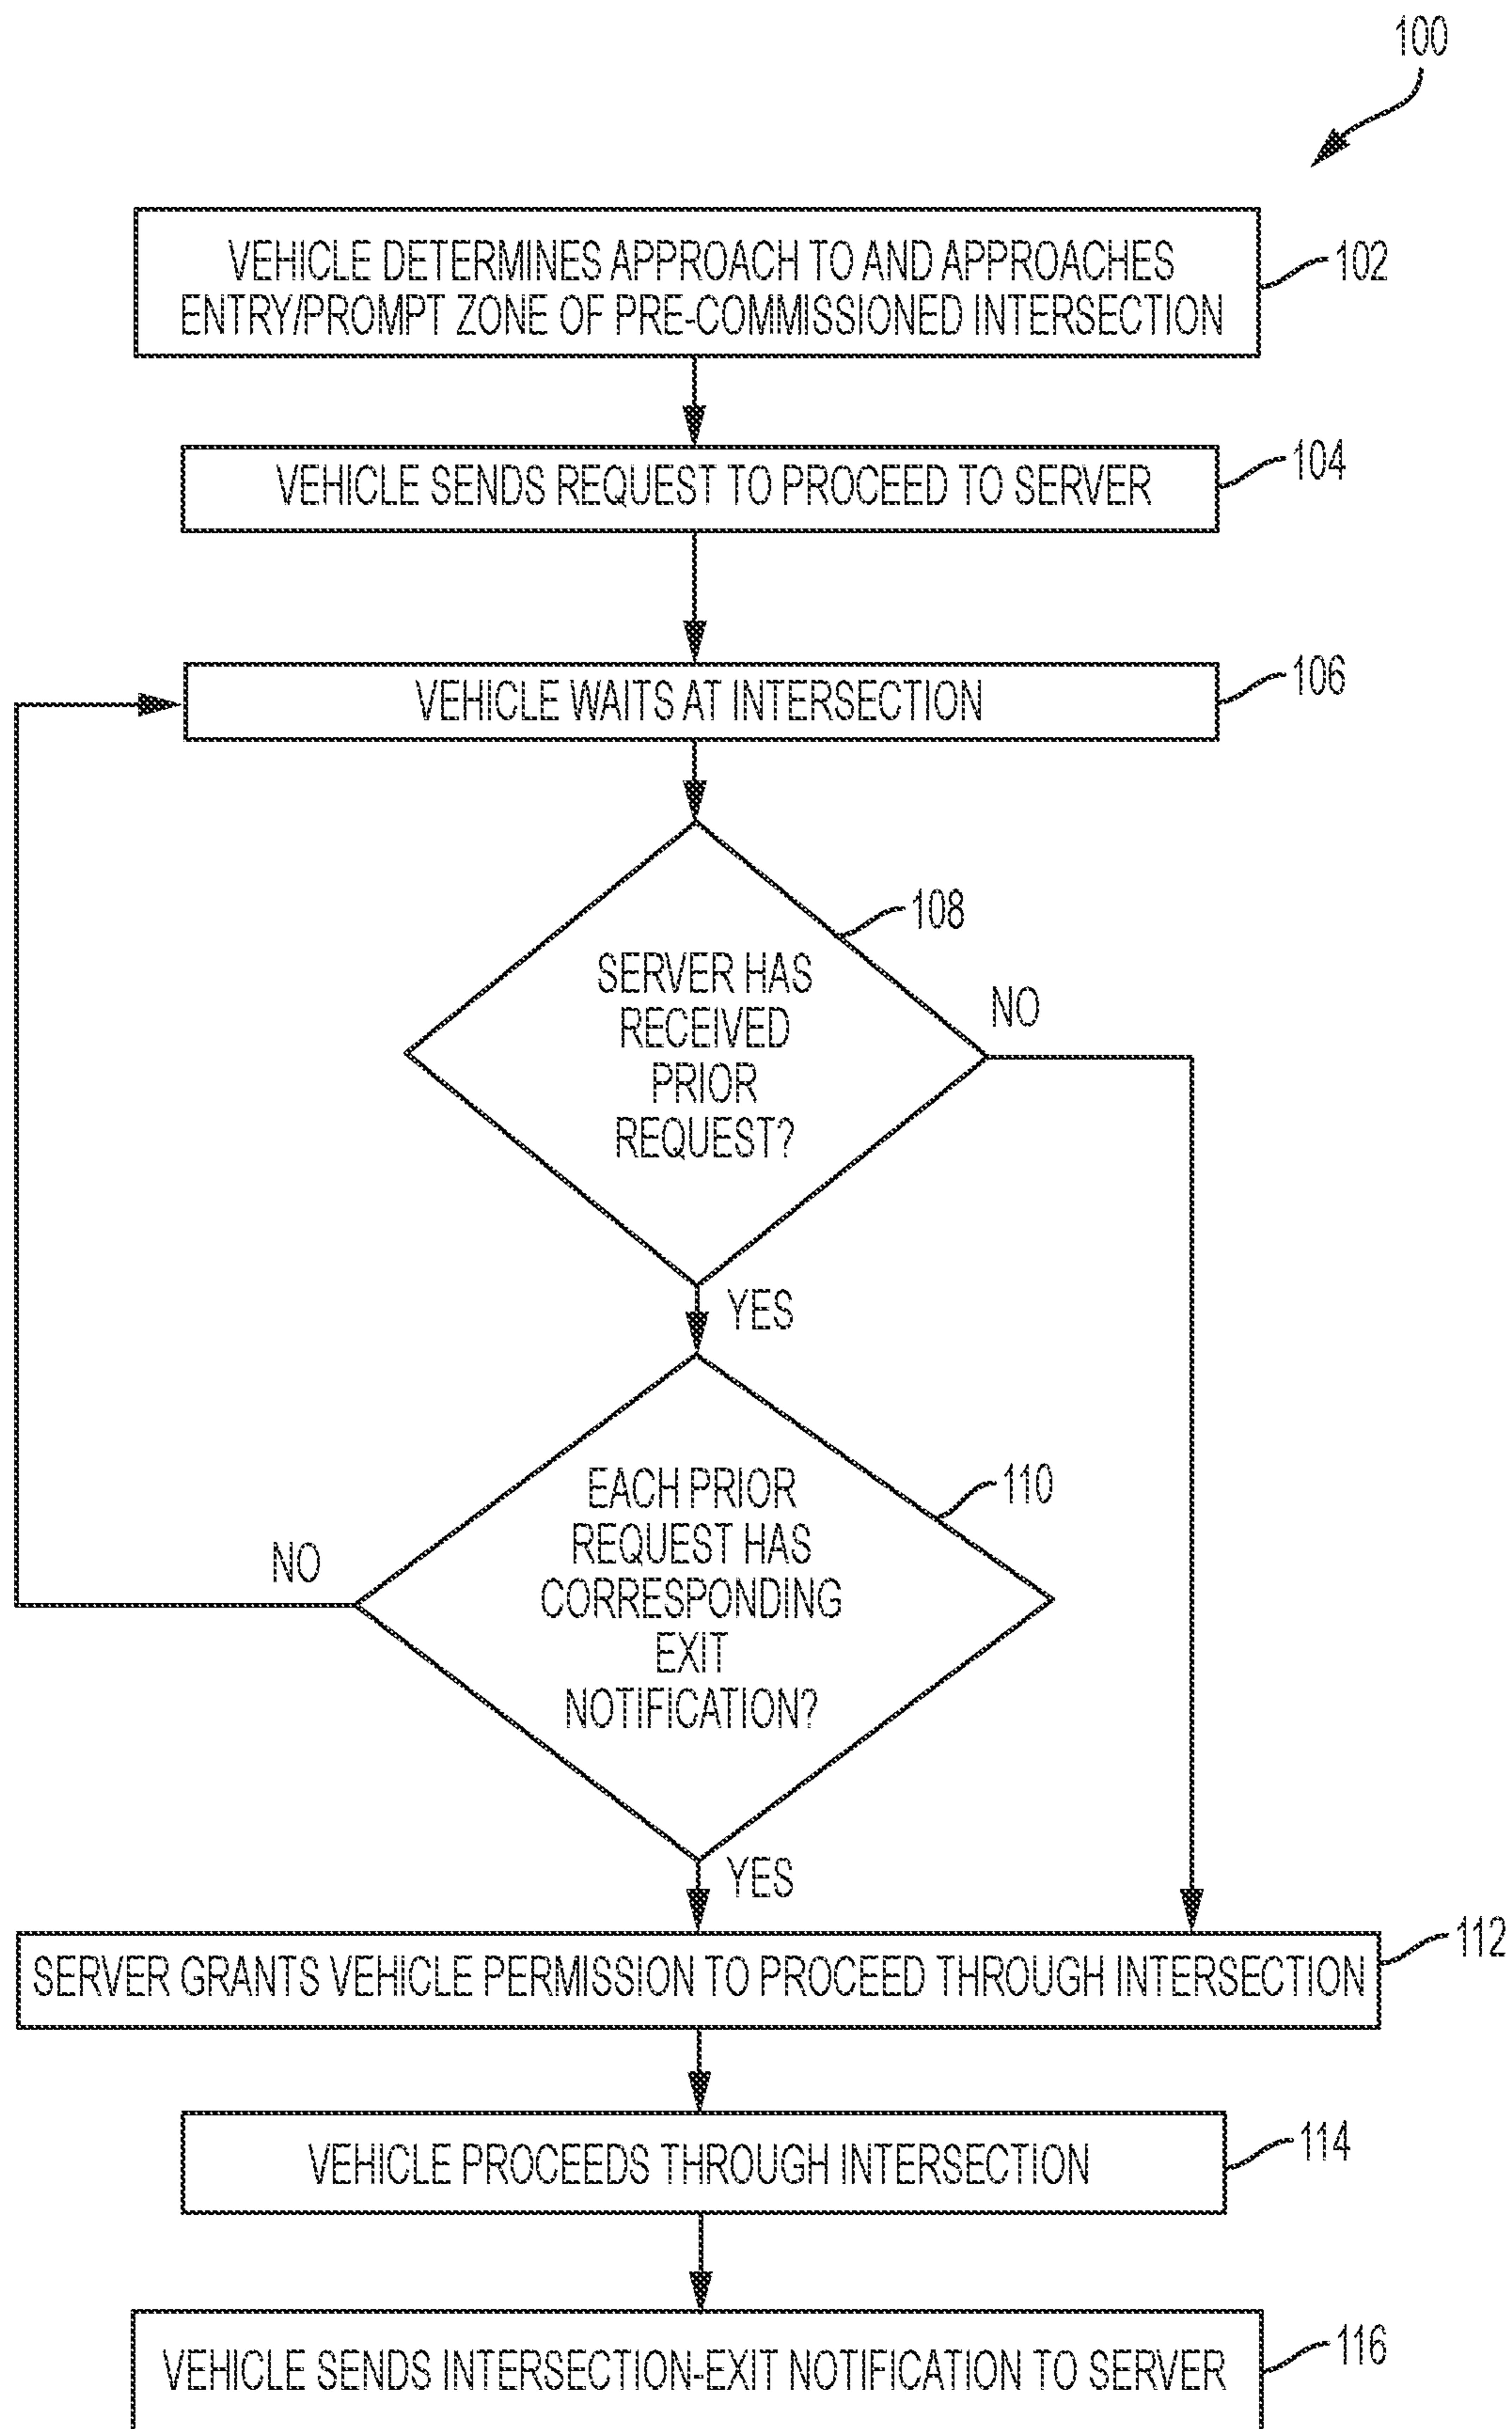 100
VEHICLE DETERMINES APPROACH TO AND APPROACHES
ENTRY/PROMPT ZONE OF PRE-COMMISSIONED INTERSECTION
102
VEHICLE SENDS REQUEST TO PROCEED TO SERVER
104
VEHICLE WAITS AT INTERSECTION
106
108
SERVER HAS
RECEIVED
PRIOR
REQUEST?
NO
YES
EACH PRIOR
REQUEST HAS
CORRESPONDING
EXIT
NOTIFICATION?
110
NO
YES
SERVER GRANTS VEHICLE PERMISSION TO PROCEED THROUGH INTERSECTION
112
VEHICLE PROCEEDS THROUGH INTERSECTION
114
VEHICLE SENDS INTERSECTION-EXIT NOTIFICATION TO SERVER
116